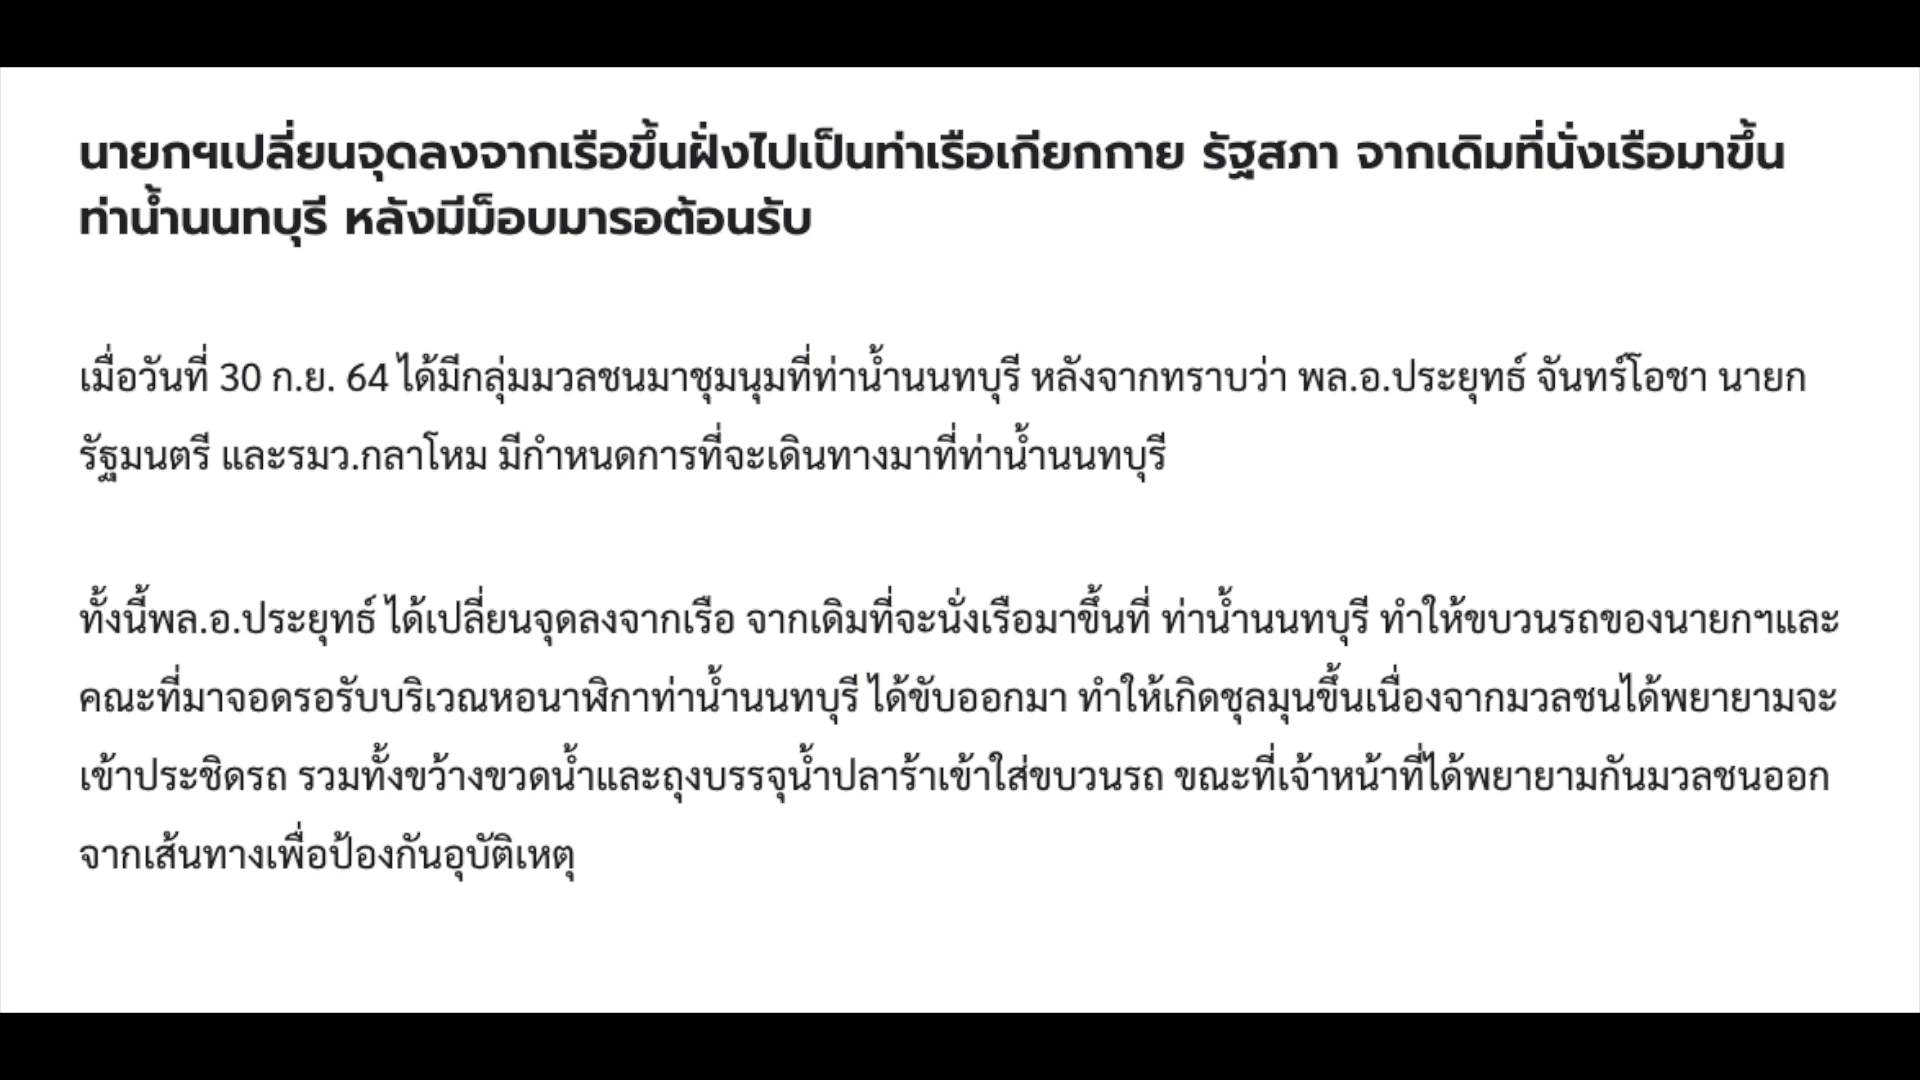 นายกฯเปลี่ยนจุดลงจากเรือขึ้นฝั่งไปเป็นท่าเรือเกียกกาย รัฐสภา จากเดิมที่นั่งเรือมาขึ้น
ท่าน้ำนนทบุรี หลังมีม็อบมารอต้อนรับ
เมื่อวันที่ 30 ก.ย. 64 ได้มีกลุ่มมวลชนมาชุมนุมที่ท่าน้ำนนทบุรี หลังจากทราบว่า พล.อ.ประยุทธ์ จันทร์โอชา นายก
รัฐมนตรี และรมว.กลาโหม มีกำหนดการที่จะเดินทางมาที่ท่าน้ำนนทบุรี
ทั้งนี้พล.อ.ประยุทธ์ ได้เปลี่ยนจุดลงจากเรือ จากเดิมที่จะนั่งเรือมาขึ้นที่ ท่าน้ำนนทบุรี ทำให้ขบวนรถของนายกฯและ
คณะที่มาจอดรอรับบริเวณหอนาฬิกาท่าน้ำนนทบุรี ได้ขับออกมา ทำให้เกิดชุลมุนขึ้นเนื่องจากมวลชนได้พยายามจะ
เข้าประชิดรถ รวมทั้งขว้างขวดน้ำและถุงบรรจุน้ำปลาร้าเข้าใส่ขบวนรถ ขณะที่เจ้าหน้าที่ได้พยายามกันมวลชนออก
จากเส้นทางเพื่อป้องกันอุบัติเหตุ